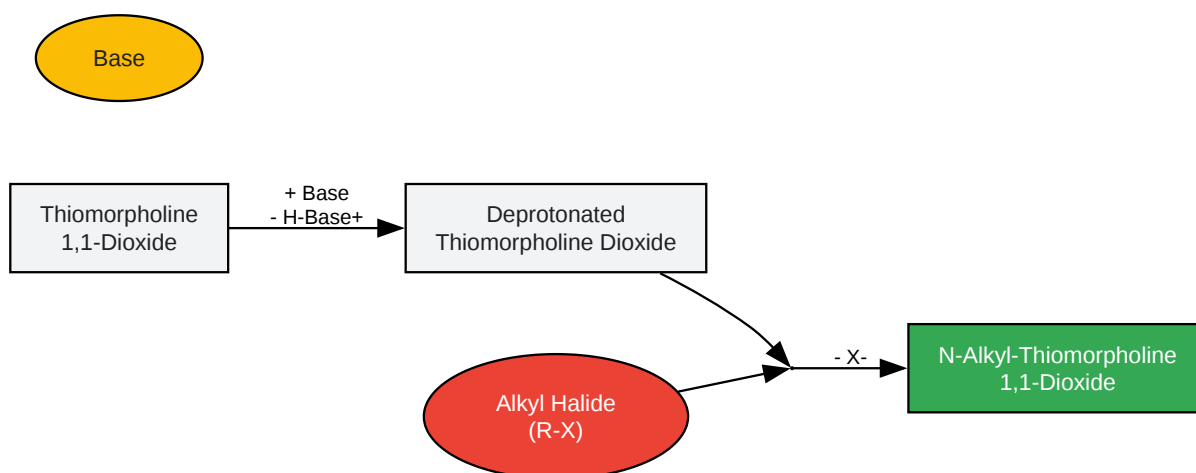 Base
Thiomorpholine
1,1-Dioxide
+ Base
- H-Base+
Deprotonated
Thiomorpholine Dioxide
Alkyl Halide
(R-X)
- X-
N-Alkyl-Thiomorpholine
1,1-Dioxide